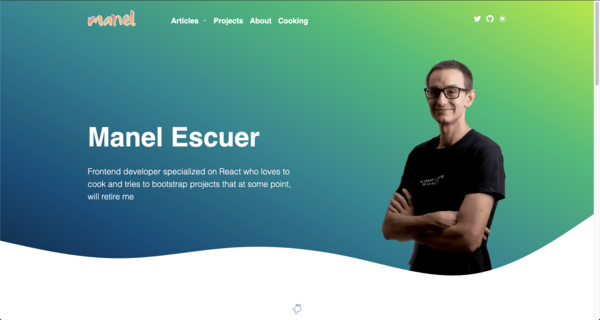 manel
Articles
Projects
About
Cooking
Manel Escuer
Frontend developer specialized on React who loves to
cook and tries to bootstrap projects that at some point,
will retire me